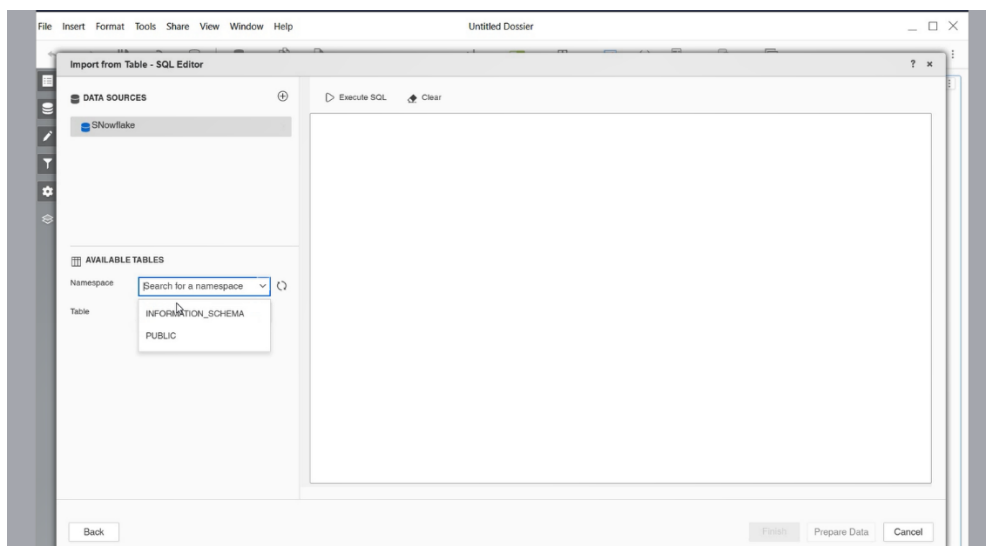 File Insert Format Tools Share View Window Help Untitled Dossier
Import from Table - SQL Editor ? ×
DATA SOURCES
SNowflake
Execute SQL Clear
AVAILABLE TABLES
Namespace Search for a namespace
Table
INFORMATION_SCHEMA
PUBLIC
Back Finish Prepare Data Cancel